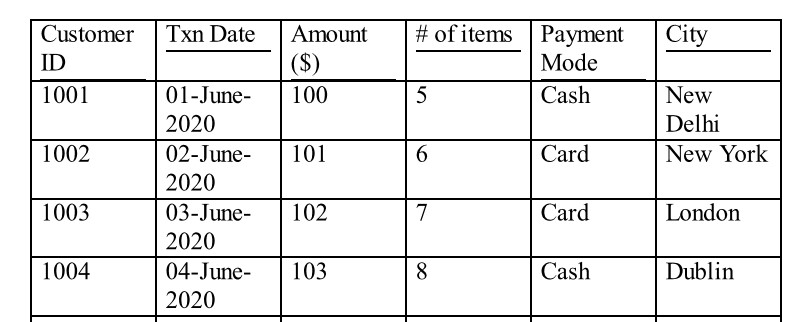 Customer ID | Txn Date | Amount ($) | # of items | Payment Mode | City
1001 | 01-June-2020 | 100 | 5 | Cash | New Delhi
1002 | 02-June-2020 | 101 | 6 | Card | New York
1003 | 03-June-2020 | 102 | 7 | Card | London
1004 | 04-June-2020 | 103 | 8 | Cash | Dublin